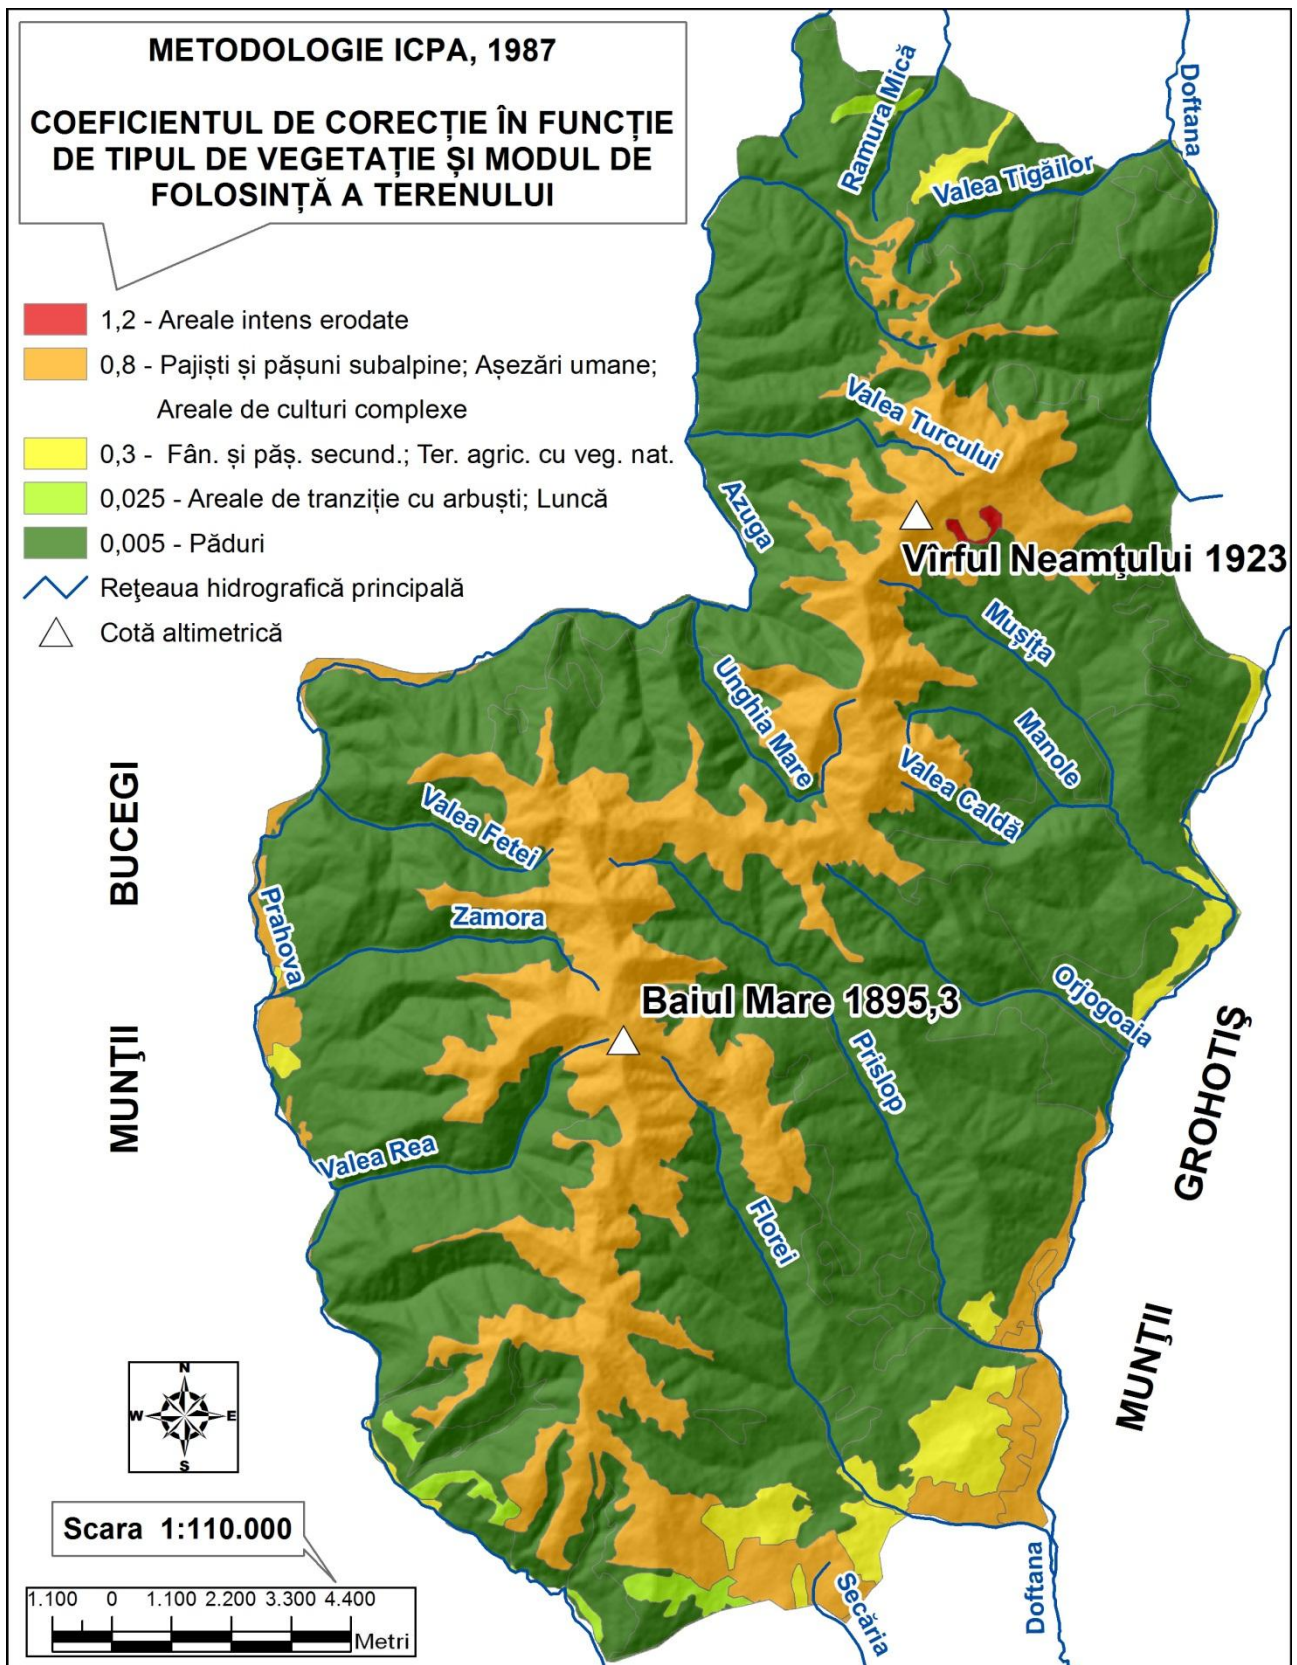 METODOLOGIE ICPA, 1987
COEFICIENTUL DE CORECȚIE ÎN FUNCȚIE
DE TIPUL DE VEGETAȚIE ȘI MODUL DE
FOLOSINȚĂ A TERENULUI
1,2 - Areale intens erodate
0,8 - Pajiști și pășuni subalpine; Așezări umane;
Areale de culturi complexe
0,3 - Fân. și păș. secund.; Ter. agric. cu veg. nat.
0,025 - Areale de tranziție cu arbuști; Luncă
0,005 - Păduri
Reţeaua hidrografică principală
Cotă altimetrică
Ramura Mică
Doftana
Valea Tigăilor
Valea Turcului
Azuga
Vîrful Neamţului 1923
Mușița
Unghia Mare
Manole
Valea Caldă
BUCEGI
Valea Fetei
Prahova
Zamora
Baiul Mare 1895,3
Orjogoaia
MUNŢII
Prislop
GROHOTIŞ
Valea Rea
Florei
MUNŢII
N
W
E
S
Scara 1:110.000
1.100 0 1.100 2.200 3.300 4.400
Metri
Secăria
Doftana